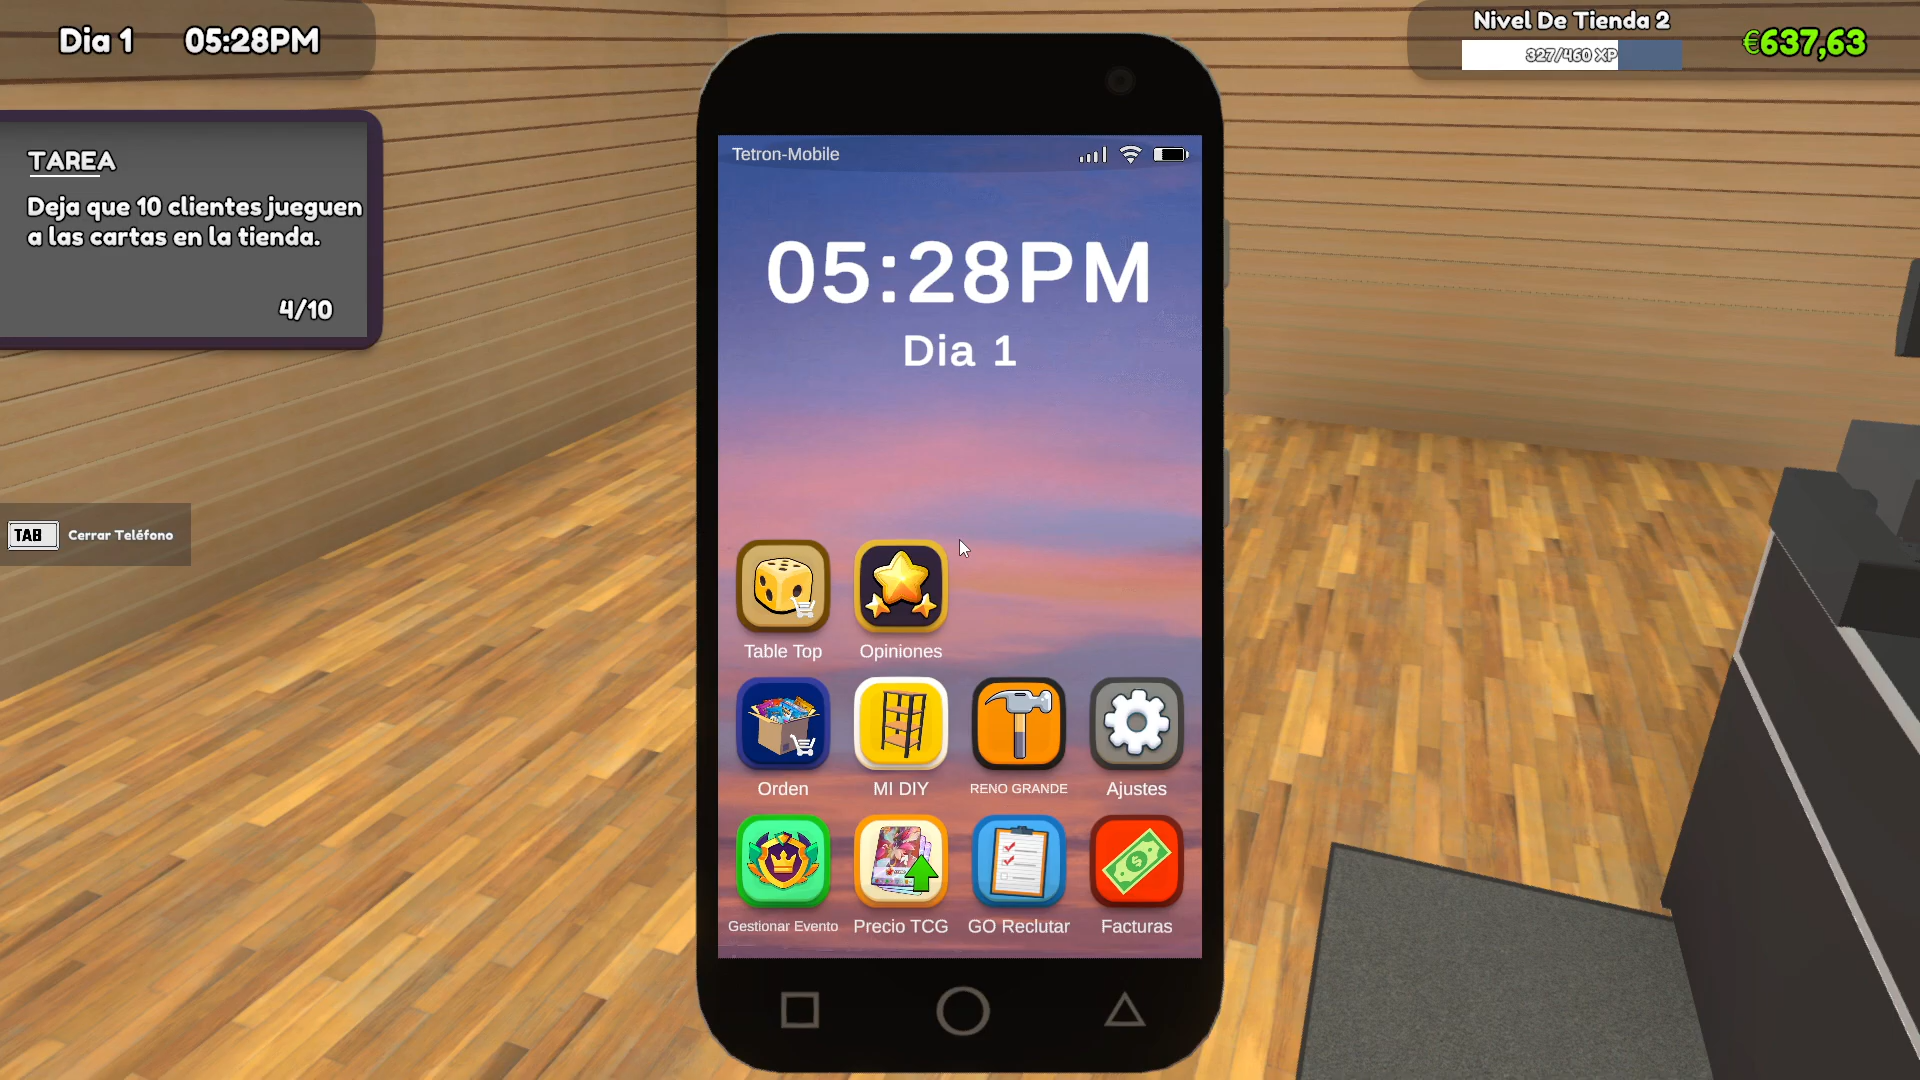 Dia 1 05:28PM
Nivel De Tienda 2
327/460 XP
€637,63
TAREA
Deja que 10 clientes jueguen
a las cartas en la tienda.
4/10
TAB Cerrar Teléfono
Tetron-Mobile
05:28PM
Dia 1
Table Top Opiniones
Orden MI DIY RENO GRANDE Ajustes
Gestionar Evento Precio TCG GO Reclutar Facturas